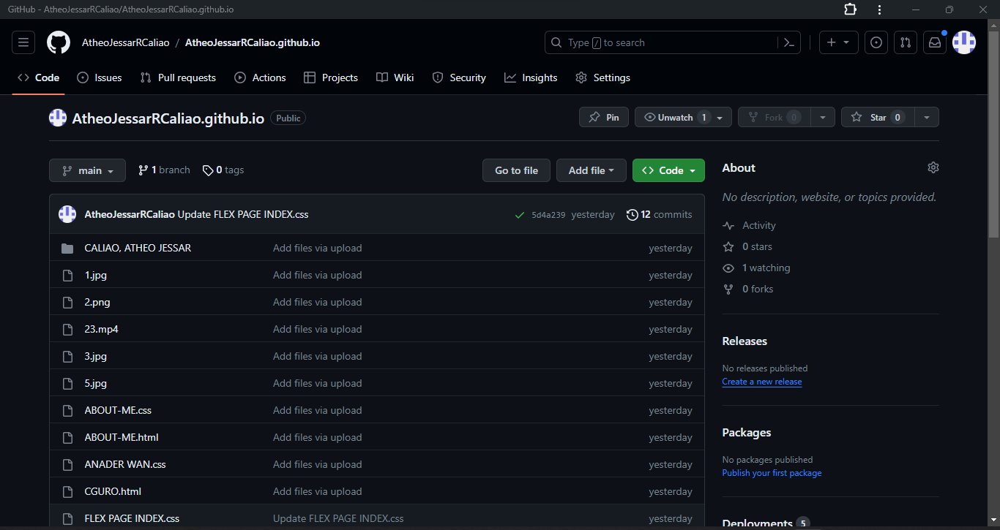 GitHub - AtheoJessarRCaliao/AtheoJessarRCaliao.github.io
AtheoJessarRCaliao / AtheoJessarRCaliao.github.io
Type / to search
Code Issues Pull requests Actions Projects Wiki Security Insights Settings
AtheoJessarRCaliao.github.io Public
Pin Unwatch 1 Fork 0 Star 0
main 1 branch 0 tags Go to file Add file Code
AtheoJessarRCaliao Update FLEX PAGE INDEX.css 5d4a239 yesterday 12 commits
CALIAO, ATHEO JESSAR Add files via upload yesterday
1.jpg Add files via upload yesterday
2.png Add files via upload yesterday
23.mp4 Add files via upload yesterday
3.jpg Add files via upload yesterday
5.jpg Add files via upload yesterday
ABOUT-ME.css Add files via upload yesterday
ABOUT-ME.html Add files via upload yesterday
ANADER WAN.css Add files via upload yesterday
CGURO.html Add files via upload yesterday
FLEX PAGE INDEX.css Update FLEX PAGE INDEX.css yesterday
About
No description, website, or topics provided.
Activity
0 stars
1 watching
0 forks
Releases
No releases published
Create a new release
Packages
No packages published
Publish your first package
Deployments 5